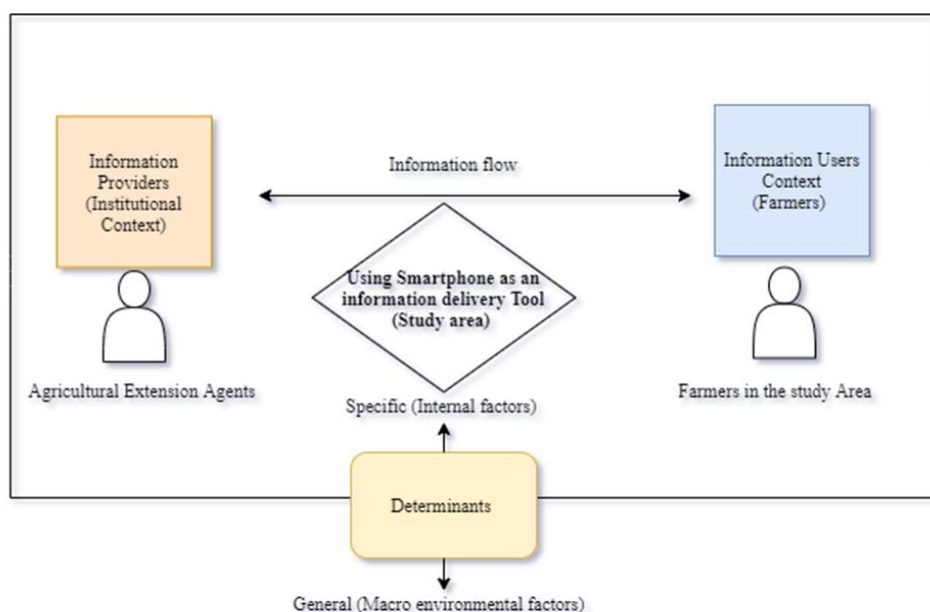 Information
Providers
(Institutional
Context)
Information flow
Information Users
Context
(Farmers)
Using Smartphone as an
information delivery Tool
(Study area)
Agricultural Extension Agents
Farmers in the study Area
Specific (Internal factors)
Determinants
General (Macro environmental factors)